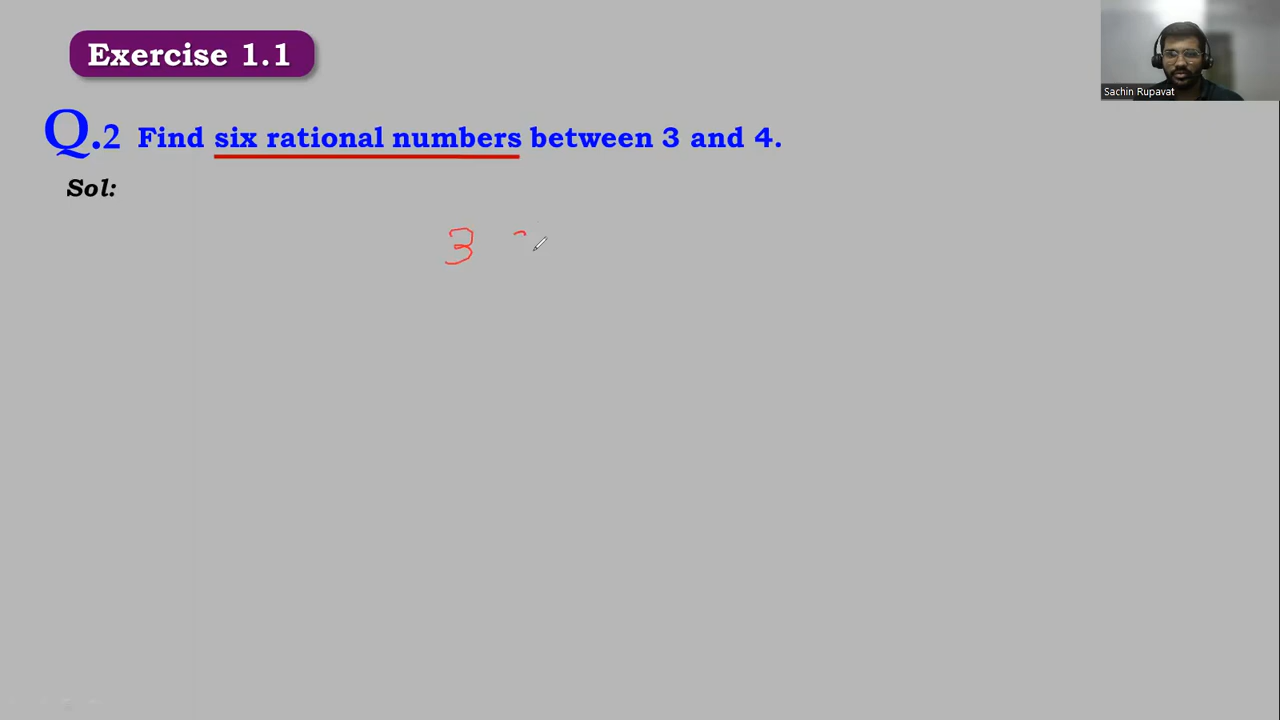 Exercise 1.1
Sachin Rupavat
Q.2 Find six rational numbers between 3 and 4.
Sol:
3